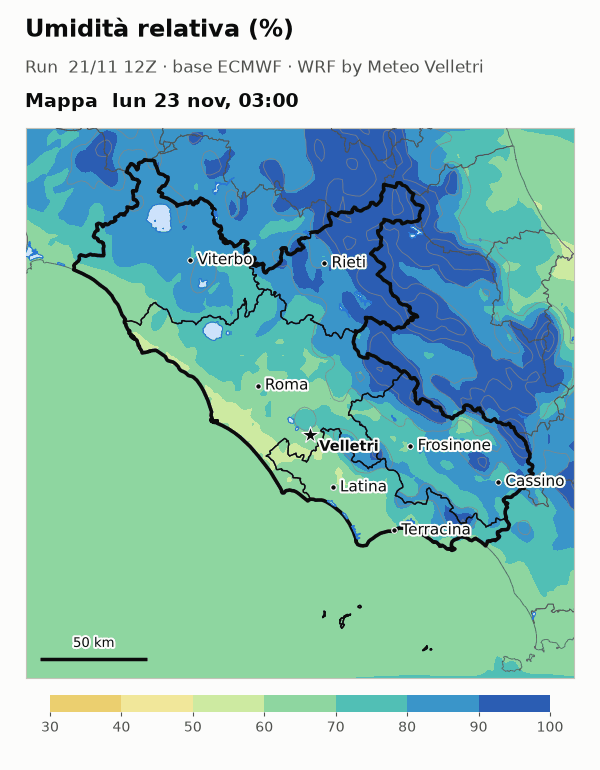 Umidità relativa (%)
Run  21/11 12Z · base ECMWF · WRF by Meteo Velletri
Mappa  lun 23 nov, 03:00
Viterbo
Rieti
Roma
Velletri
Frosinone
Latina
Cassino
Terracina
50 km
30 40 50 60 70 80 90 100